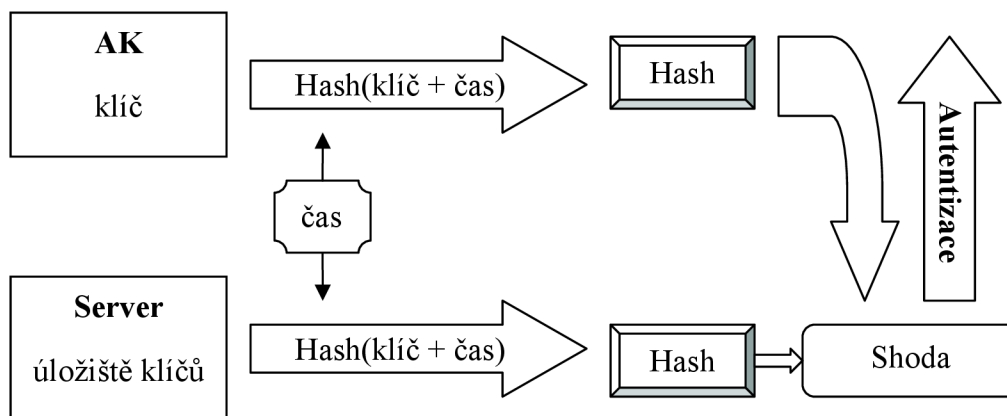 AK
klíč
Hash(klíč + čas)
Hash
Autentizace
čas
Server
úložiště klíčů
Hash(klíč + čas)
Hash
Shoda